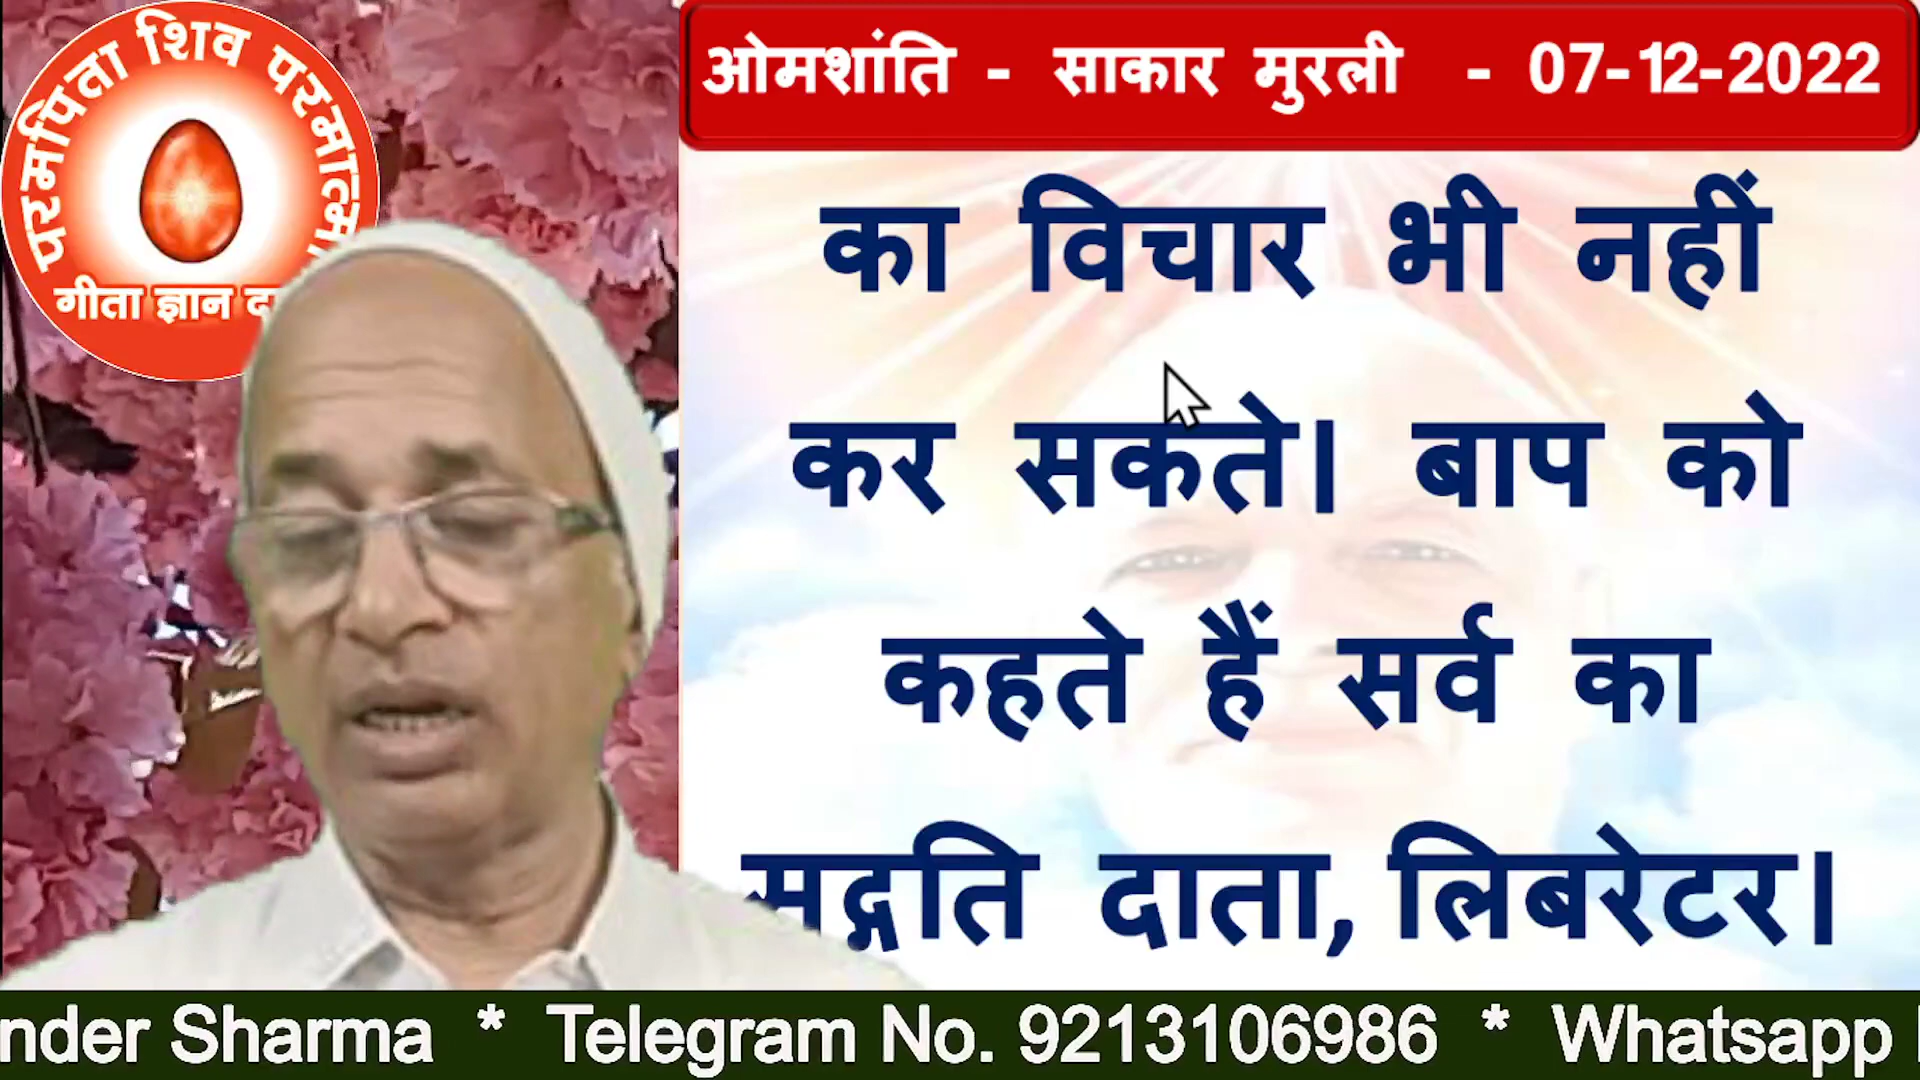 परमपिता शिव परमात्मा
गीता ज्ञान
ओमशांति - साकार मुरली - 07-12-2022
का विचार भी नहीं
कर सकते। बाप को
कहते हैं सर्व का
सद्गति दाता, लिबरेटर।
nder Sharma * Telegram No. 9213106986 * Whatsapp